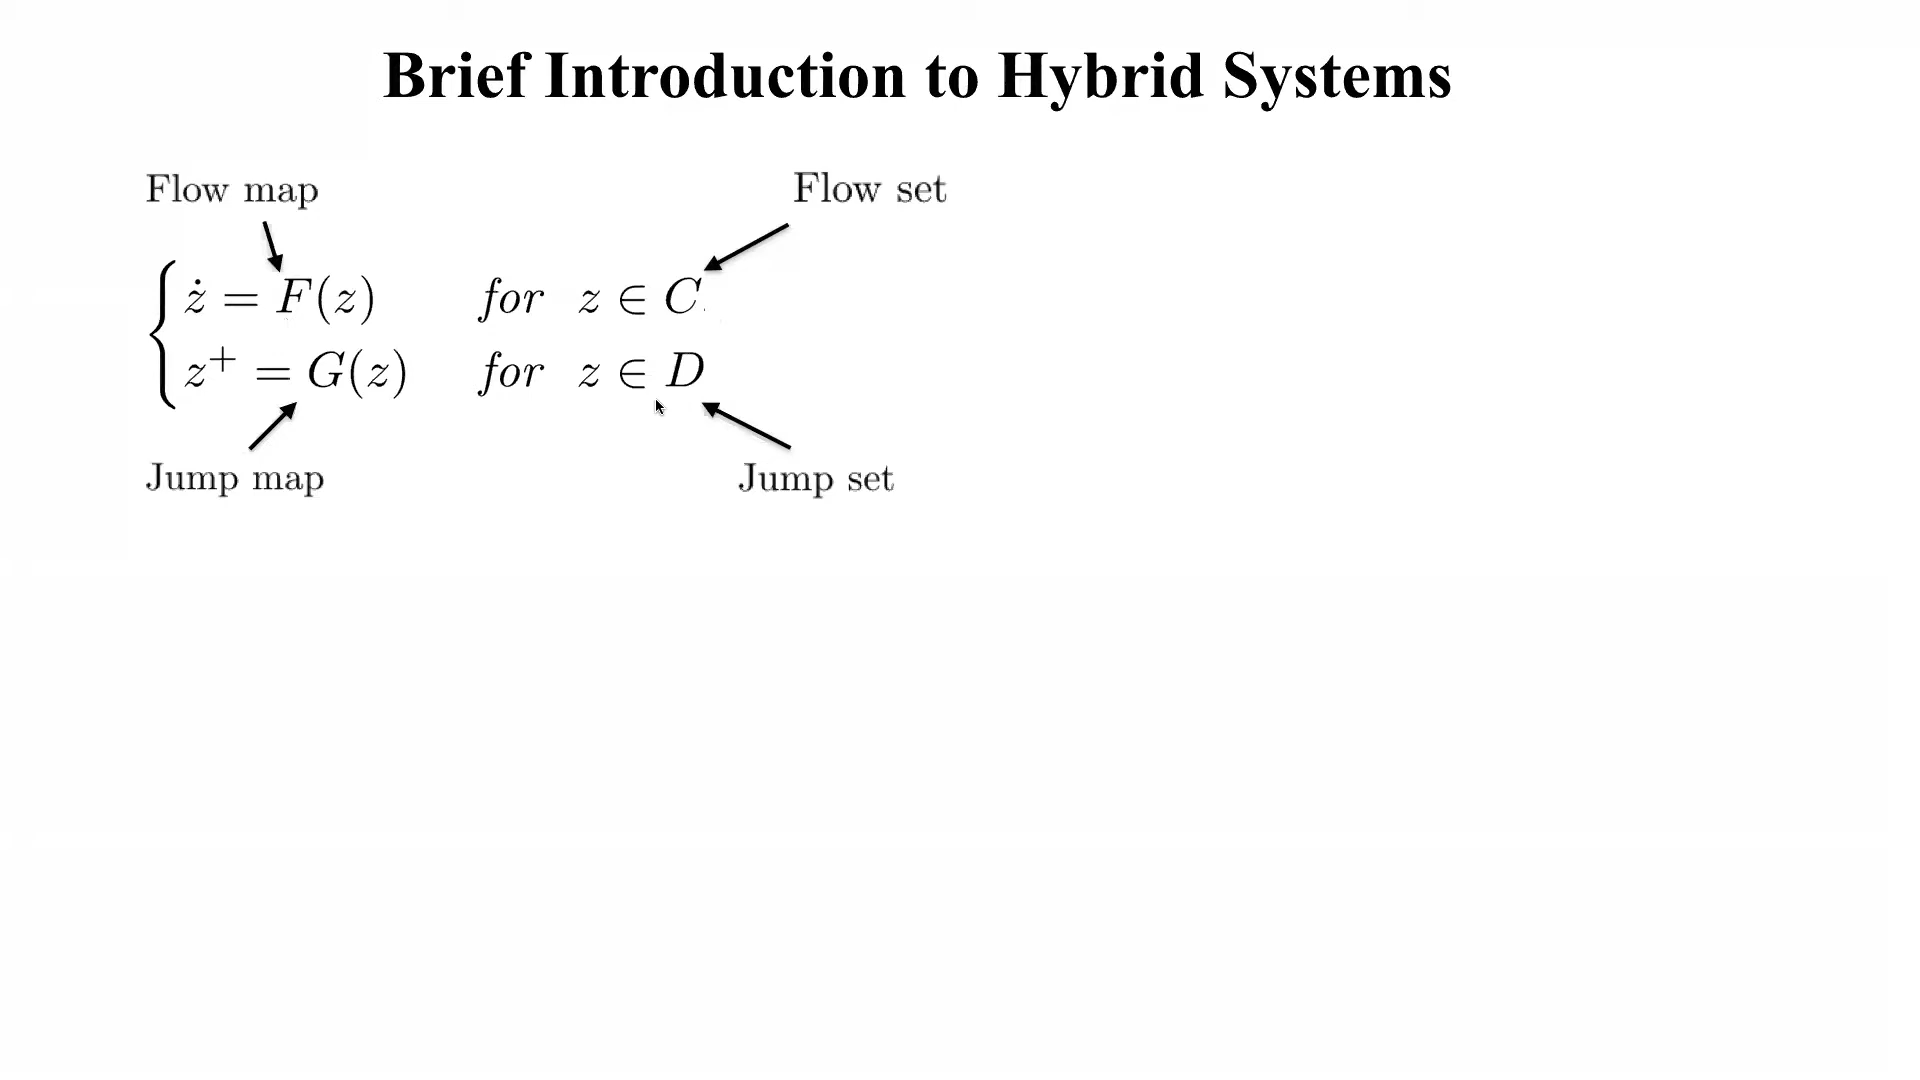 Brief Introduction to Hybrid Systems
Flow map Flow set
ż = F(z) for z ∈ C
z⁺ = G(z) for z ∈ D
Jump map Jump set